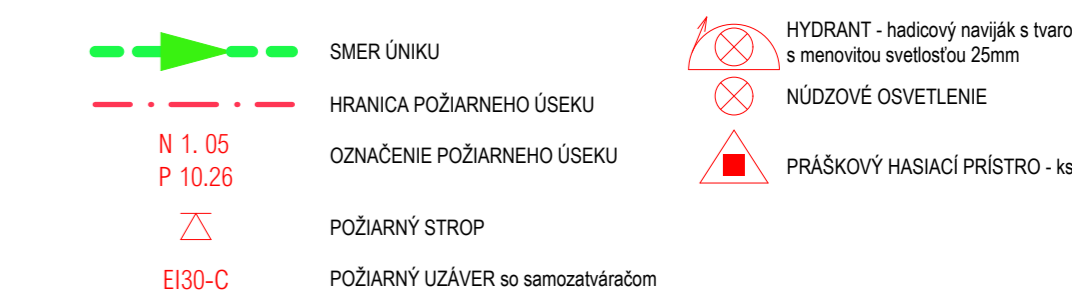 SMER ÚNIKU
HRANICA POŽIARNEHO ÚSEKU
N 1. 05
P 10.26
OZNAČENIE POŽIARNEHO ÚSEKU
POŽIARNY STROP
EI30-C
POŽIARNY UZÁVER so samozatváračom
HYDRANT - hadicový naviják s tvaro
s menovitou svetlosťou 25mm
NÚDZOVÉ OSVETLENIE
PRÁŠKOVÝ HASIACÍ PRÍSTRO - ks